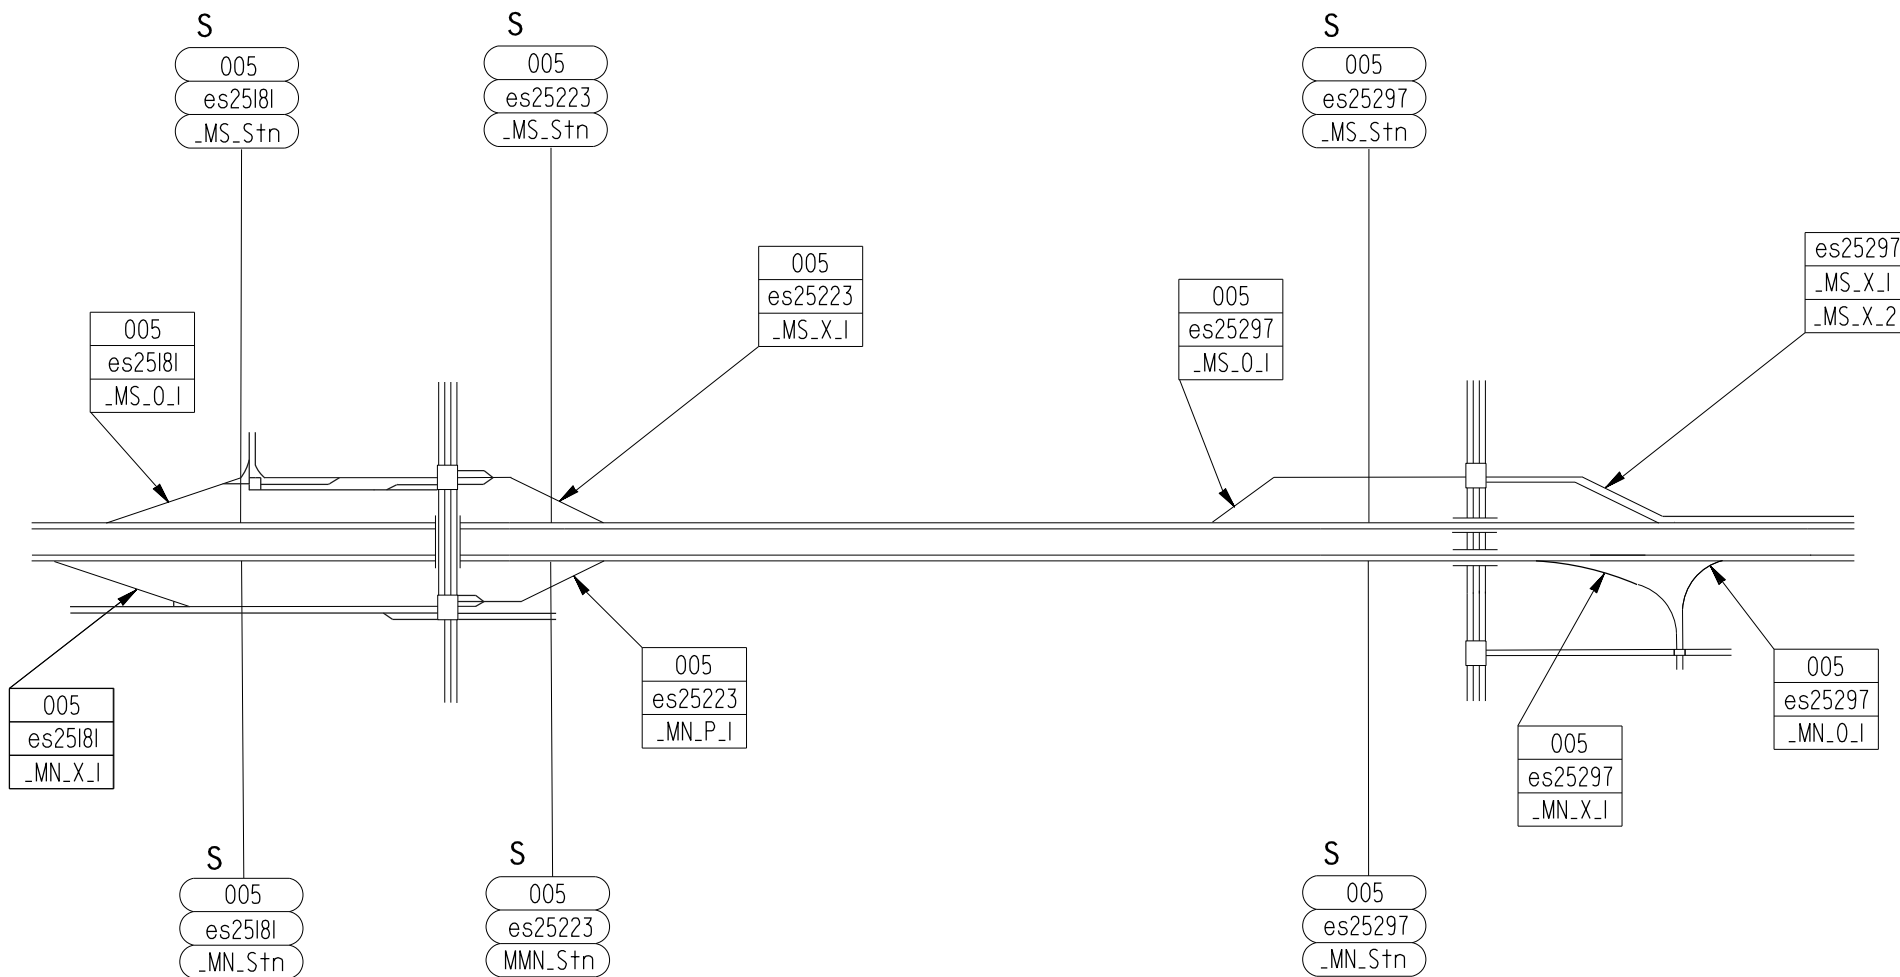 S
005
es25181
_MS_Stn
S
005
es25223
_MS_Stn
S
005
es25297
_MS_Stn
005
es25181
_MS_O_1
005
es25223
_MS_X_1
005
es25297
_MS_O_1
es25297
_MS_X_1
_MS_X_2
005
es25181
_MN_X_1
005
es25223
_MN_P_1
005
es25297
_MN_X_1
005
es25297
_MN_O_1
S
005
es25181
_MN_Stn
S
005
es25223
MMN_Stn
S
005
es25297
_MN_Stn